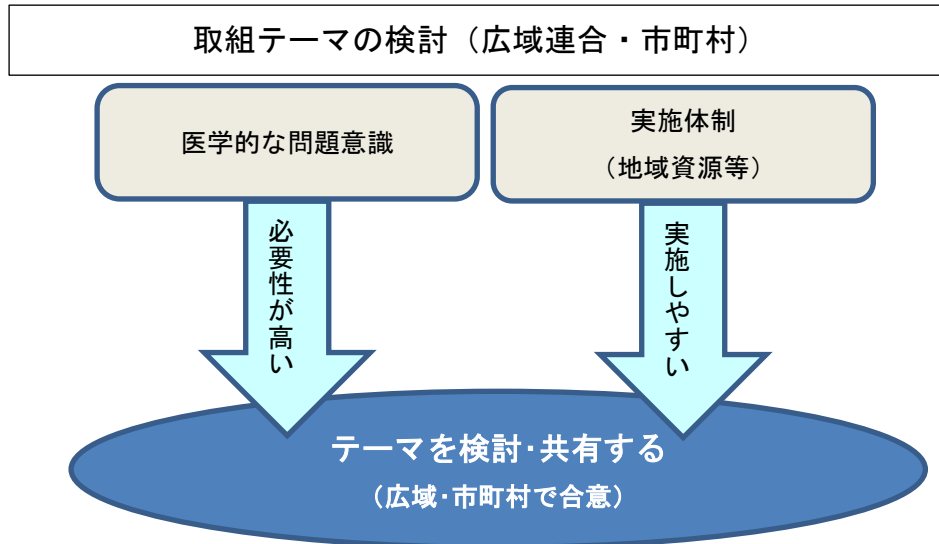 取組テーマの検討（広域連合・市町村）
医学的な問題意識
実施体制
（地域資源等）
必要性が高い
実施しやすい
テーマを検討･共有する
（広域･市町村で合意）